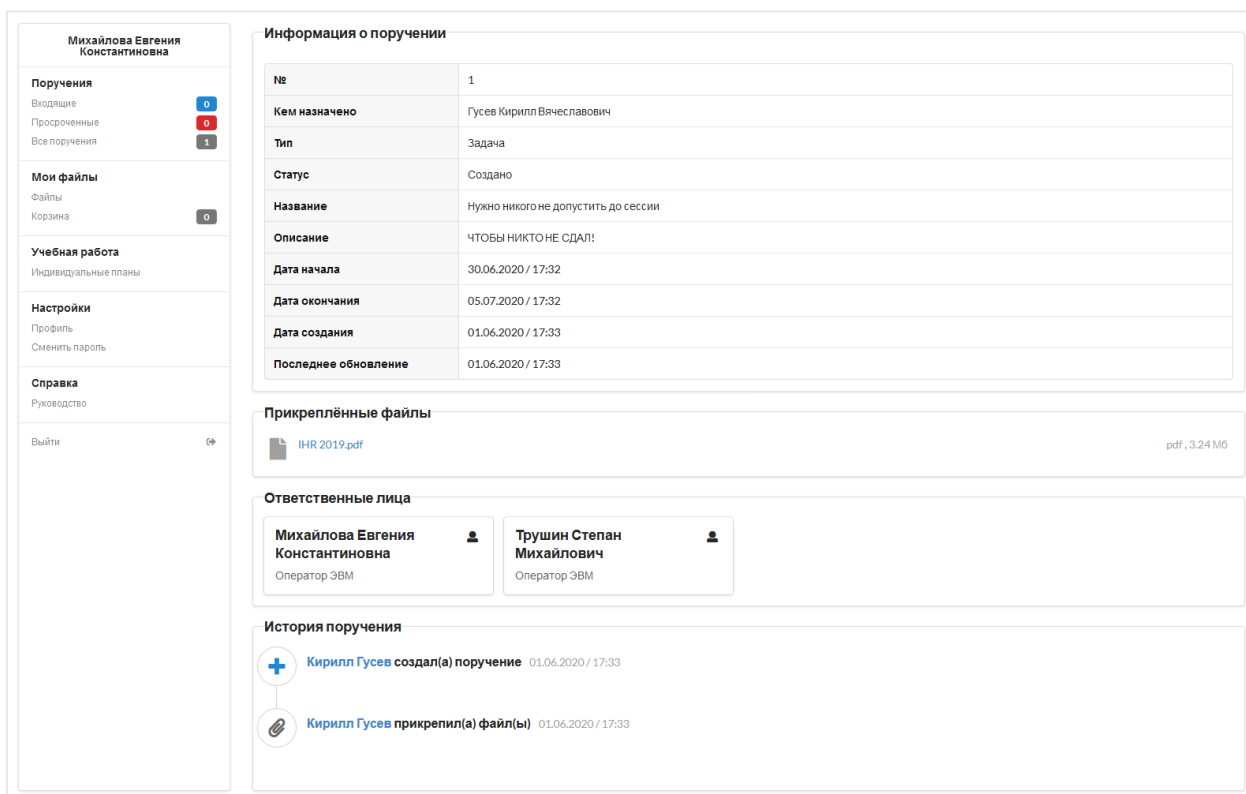 Михайлова Евгения
Константиновна
Поручения
Входящие 0
Просроченные 0
Все поручения 1
Мои файлы
Файлы
Корзина 0
Учебная работа
Индивидуальные планы
Настройки
Профиль
Сменить пароль
Справка
Руководство
Выйти
Информация о поручении
№ 1
Кем назначено Гусев Кирилл Вячеславович
Тип Задача
Статус Создано
Название Нужно никого не допустить до сессии
Описание ЧТОБЫ НИКТО НЕ СДАЛ!
Дата начала 30.06.2020 / 17:32
Дата окончания 05.07.2020 / 17:32
Дата создания 01.06.2020 / 17:33
Последнее обновление 01.06.2020 / 17:33
Прикреплённые файлы
IHR 2019.pdf pdf , 3.24 Мб
Ответственные лица
Михайлова Евгения
Константиновна
Оператор ЭВМ
Трушин Степан
Михайлович
Оператор ЭВМ
История поручения
Кирилл Гусев создал(а) поручение 01.06.2020 / 17:33
Кирилл Гусев прикрепил(а) файл(ы) 01.06.2020 / 17:33